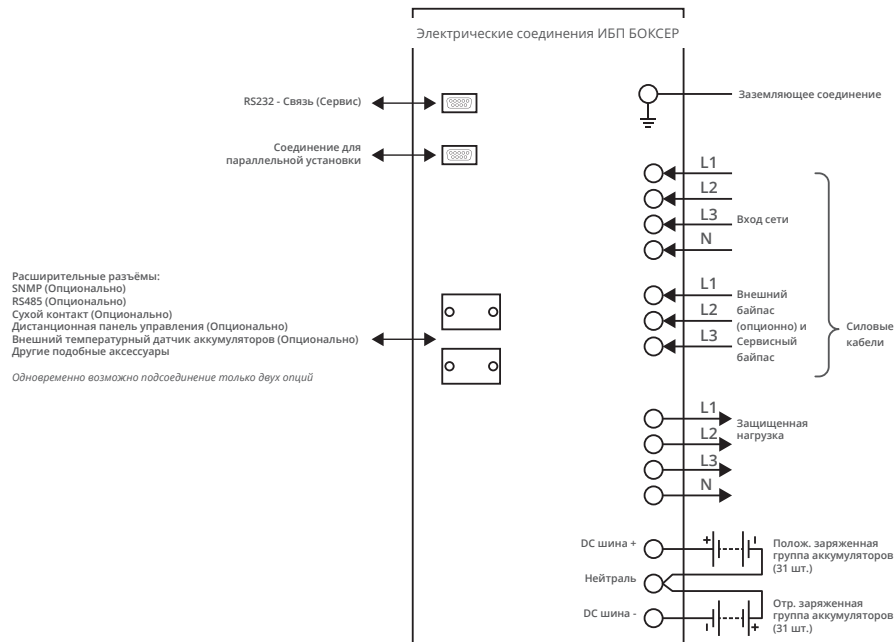 Электрические соединения ИБП БОКСЕР
RS232 - Связь (Сервис)
Соединение для
параллельной установки
Расширительные разъёмы:
SNMP (Опционально)
RS485 (Опционально)
Сухой контакт (Опционально)
Дистанционная панель управления (Опционально)
Внешний температурный датчик аккумуляторов (Опционально)
Другие подобные аксессуары
Одновременно возможно подсоединение только двух опций
Заземляющее соединение
L1
L2
L3
N
Вход сети
L1
L2
L3
Внешний
байпас
(опционно) и
Сервисный
байпас
Силовые
кабели
L1
L2
L3
N
Защищенная
нагрузка
DC шина +
Нейтраль
DC шина -
+
-
Полож. заряженная
группа аккумуляторов
(31 шт.)
-
+
Отр. заряженная
группа аккумуляторов
(31 шт.)